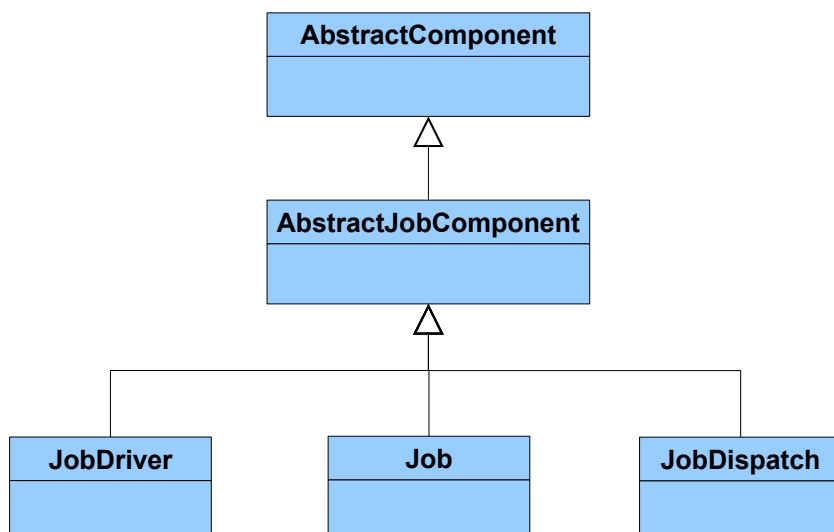 AbstractComponent
AbstractJobComponent
JobDriver
Job
JobDispatch